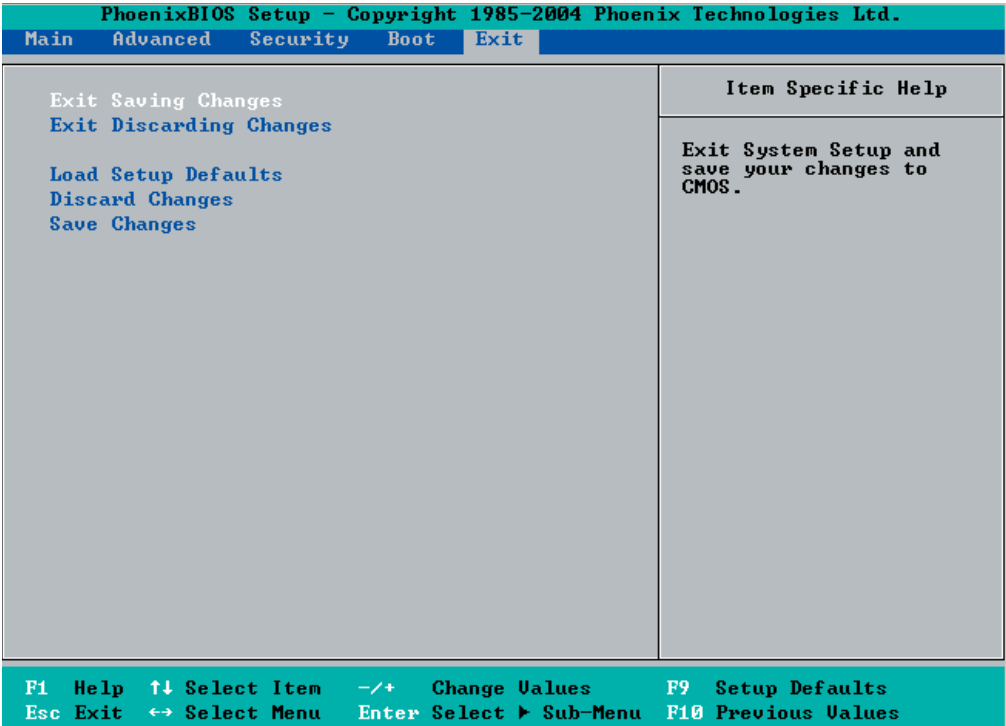 PhoenixBIOS Setup – Copyright 1985-2004 Phoenix Technologies Ltd.
Main Advanced Security Boot Exit
Exit Saving Changes
Exit Discarding Changes
Load Setup Defaults
Discard Changes
Save Changes
Item Specific Help
Exit System Setup and
save your changes to
CMOS.
F1 Help ↑↓ Select Item -/+ Change Values F9 Setup Defaults
Esc Exit ↔ Select Menu Enter Select ► Sub-Menu F10 Previous Values